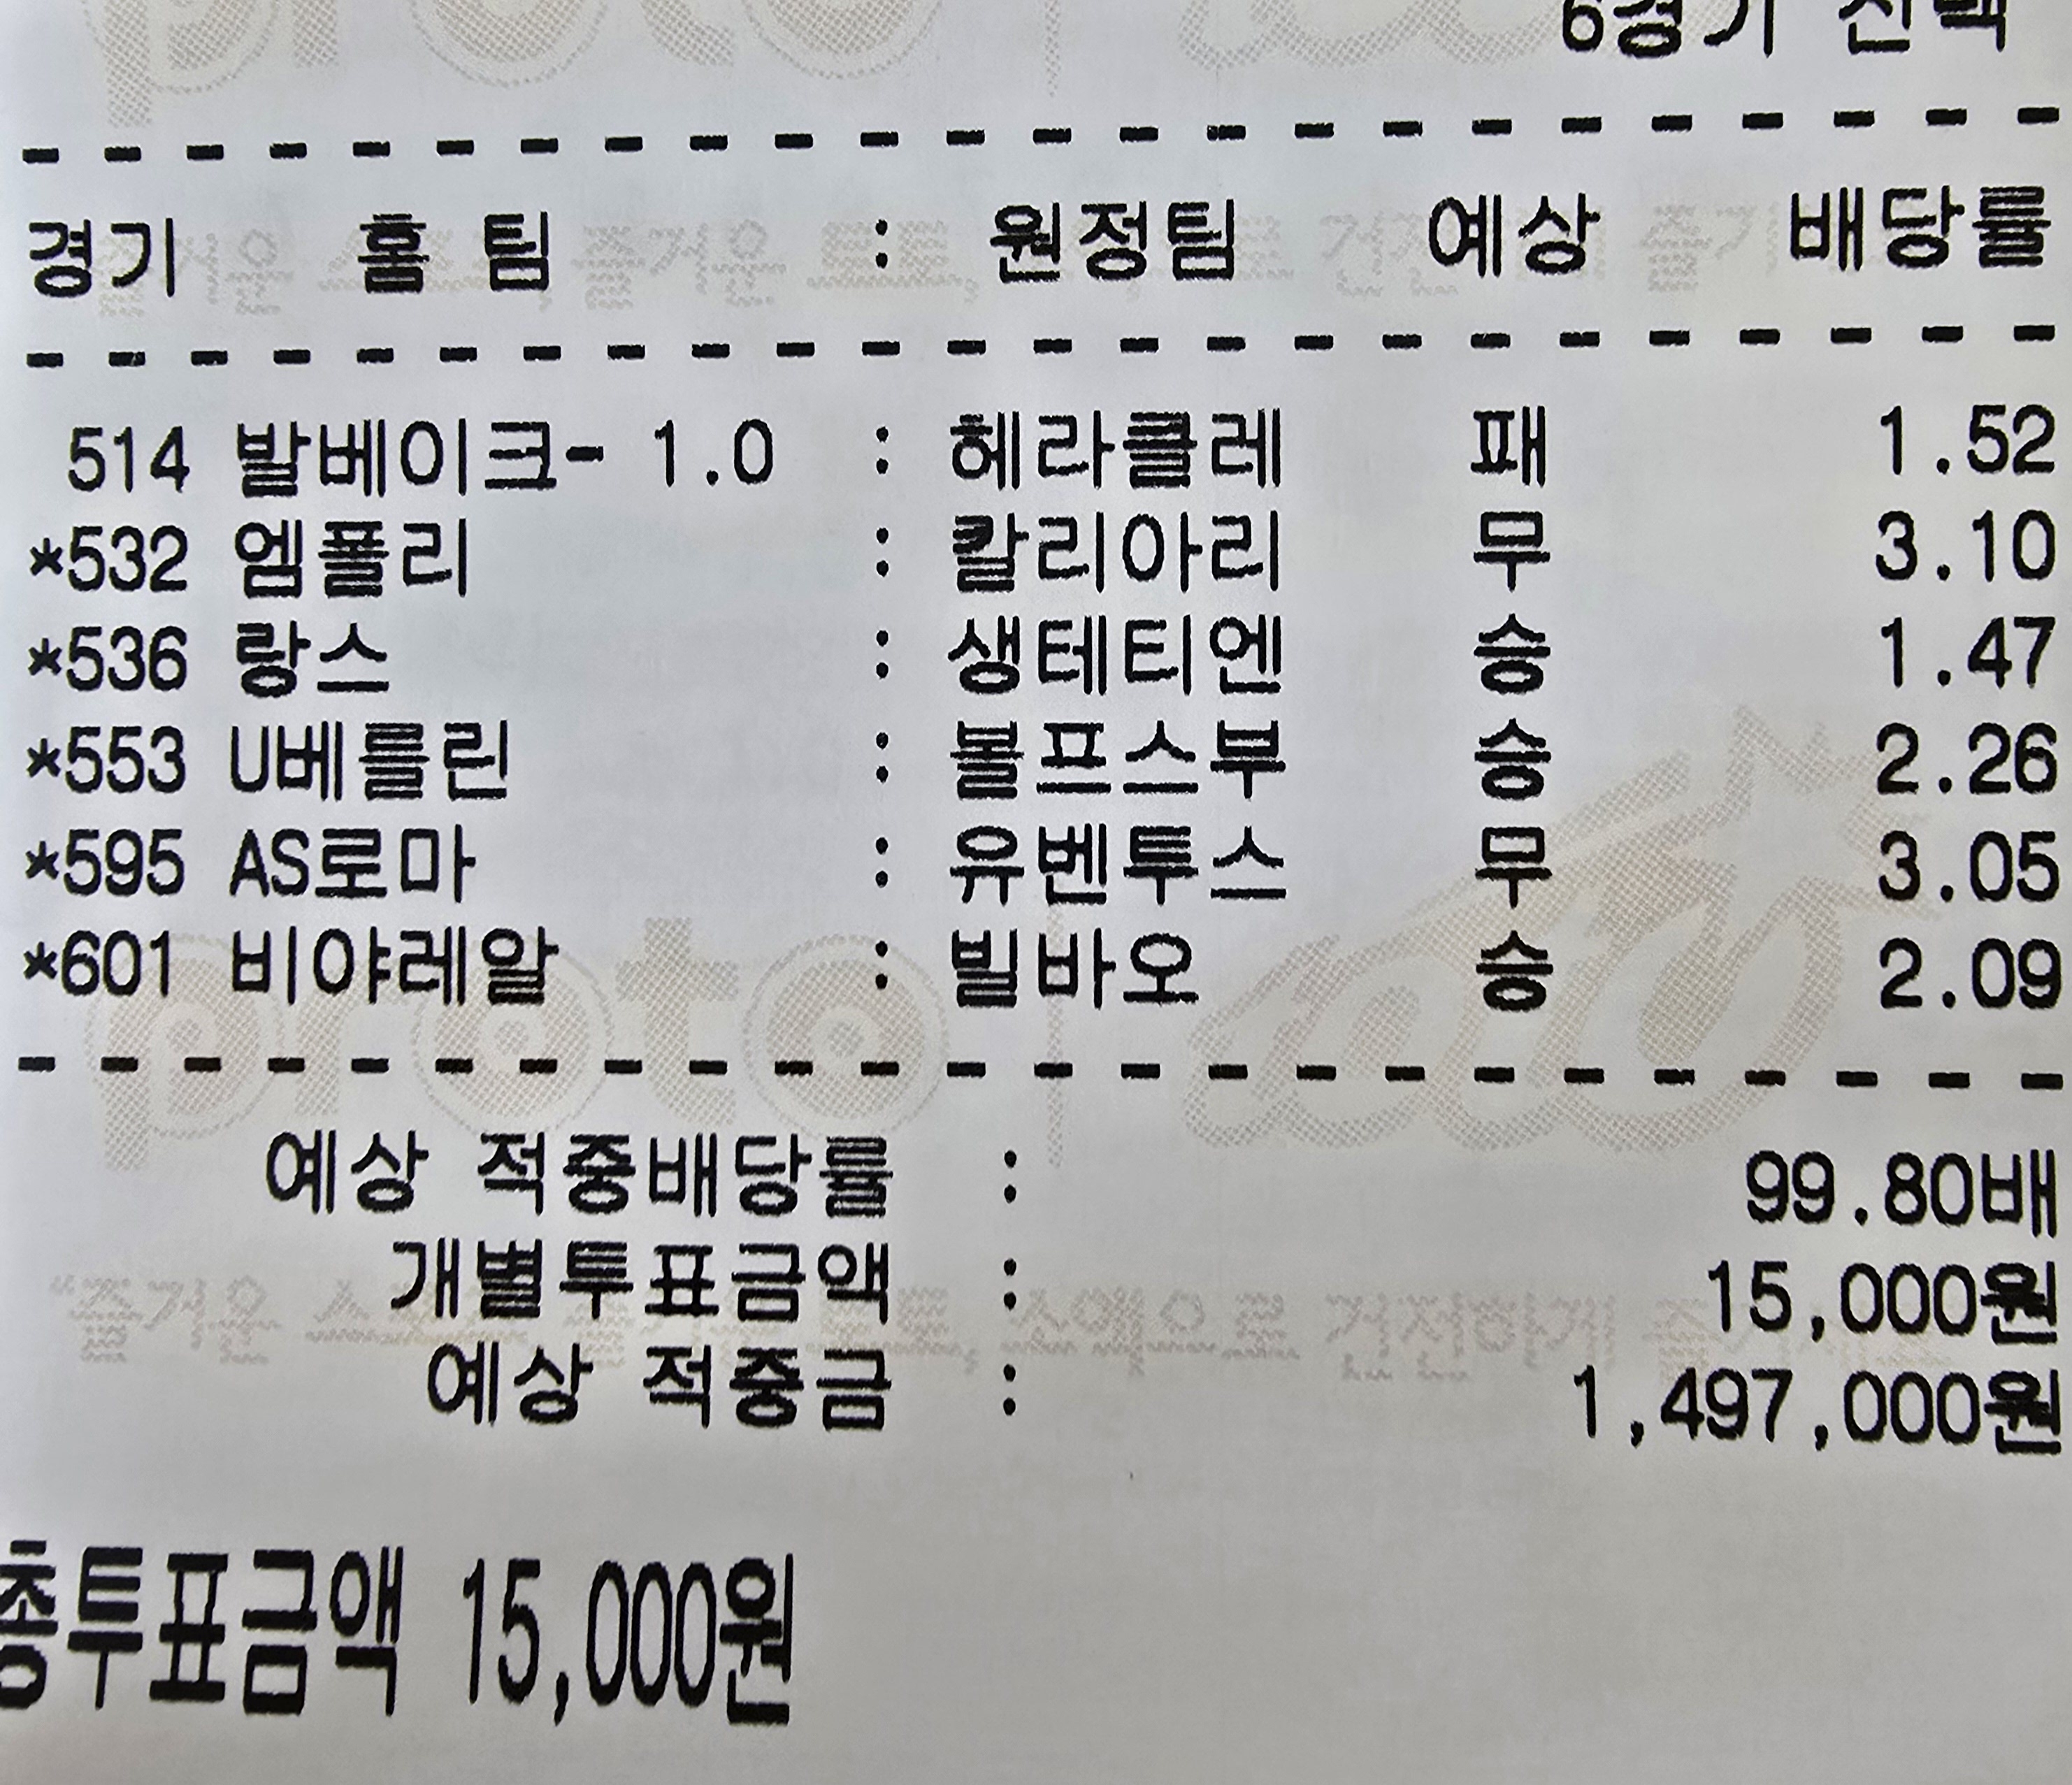 6경기 선택
경기 홈 팀 : 원정팀 예상 배당률
514 발베이크- 1.0 : 헤라클레 패 1.52
*532 엠폴리 : 칼리아리 무 3.10
*536 랑스 : 생테티엔 승 1.47
*553 U베를린 : 볼프스부 승 2.26
*595 AS로마 : 유벤투스 무 3.05
*601 비야레알 : 빌바오 승 2.09
proto
예상 적중배당률 : 99.80배
개별투표금액 : 15,000원
예상 적중금 : 1,497,000원
총투표금액 15,000원